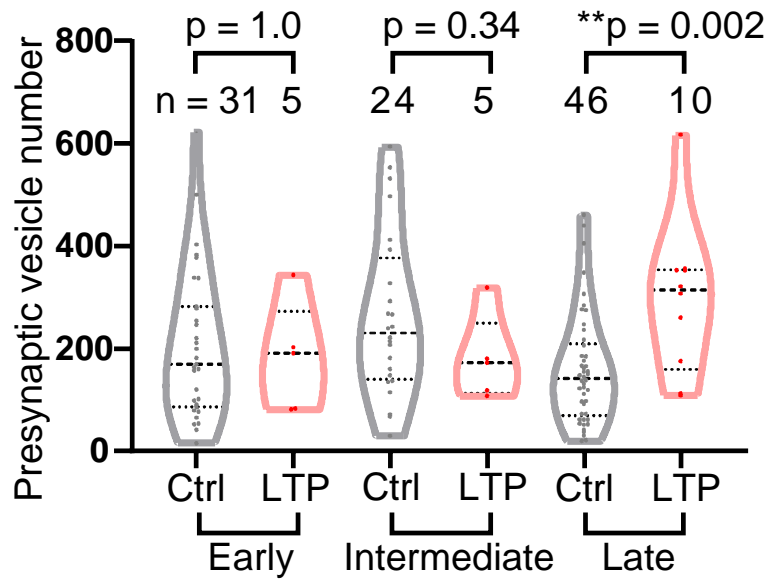 p = 1.0 p = 0.34 **p = 0.002
n = 31 5 24 5 46 10
Presynaptic vesicle number
800
600
400
200
0
Ctrl LTP Ctrl LTP Ctrl LTP
Early Intermediate Late